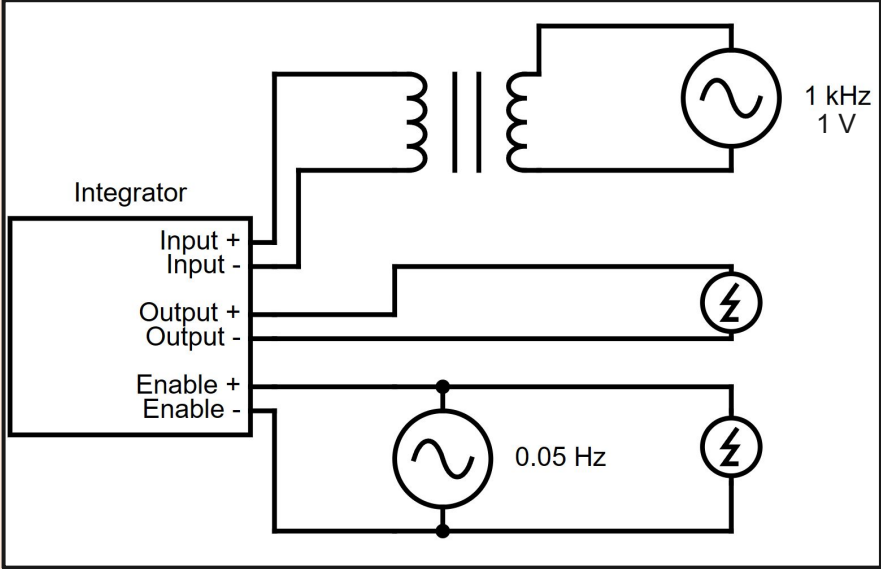 1 kHz
1 V
Integrator
Input +
Input -
Output +
Output -
Enable +
Enable -
0.05 Hz